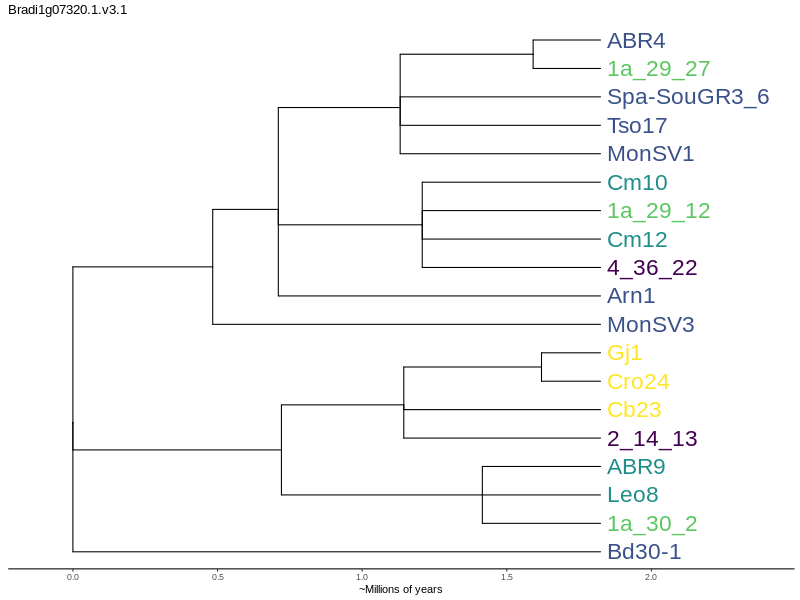 Bradi1g07320.1.v3.1
ABR4
1a_29_27
Spa-SouGR3_6
Tso17
MonSV1
Cm10
1a_29_12
Cm12
4_36_22
Arn1
MonSV3
Gj1
Cro24
Cb23
2_14_13
ABR9
Leo8
1a_30_2
Bd30-1
0.0 0.5 1.0 1.5 2.0
~Millions of years